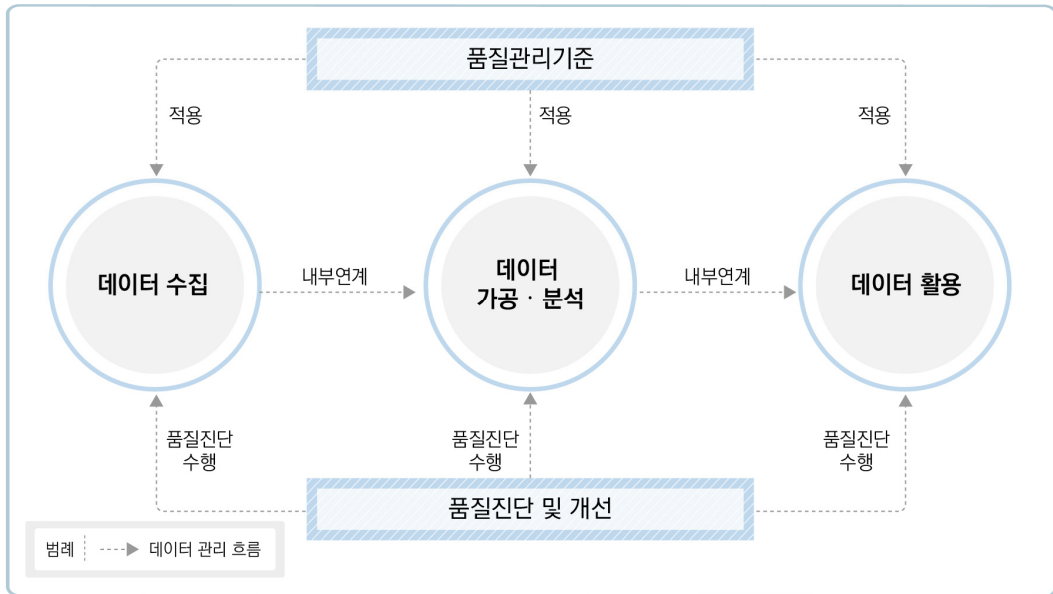 품질관리기준
적용
적용
적용
데이터 수집
내부연계
데이터
가공 · 분석
내부연계
데이터 활용
품질진단
수행
품질진단
수행
품질진단
수행
품질진단 및 개선
범례
데이터 관리 흐름